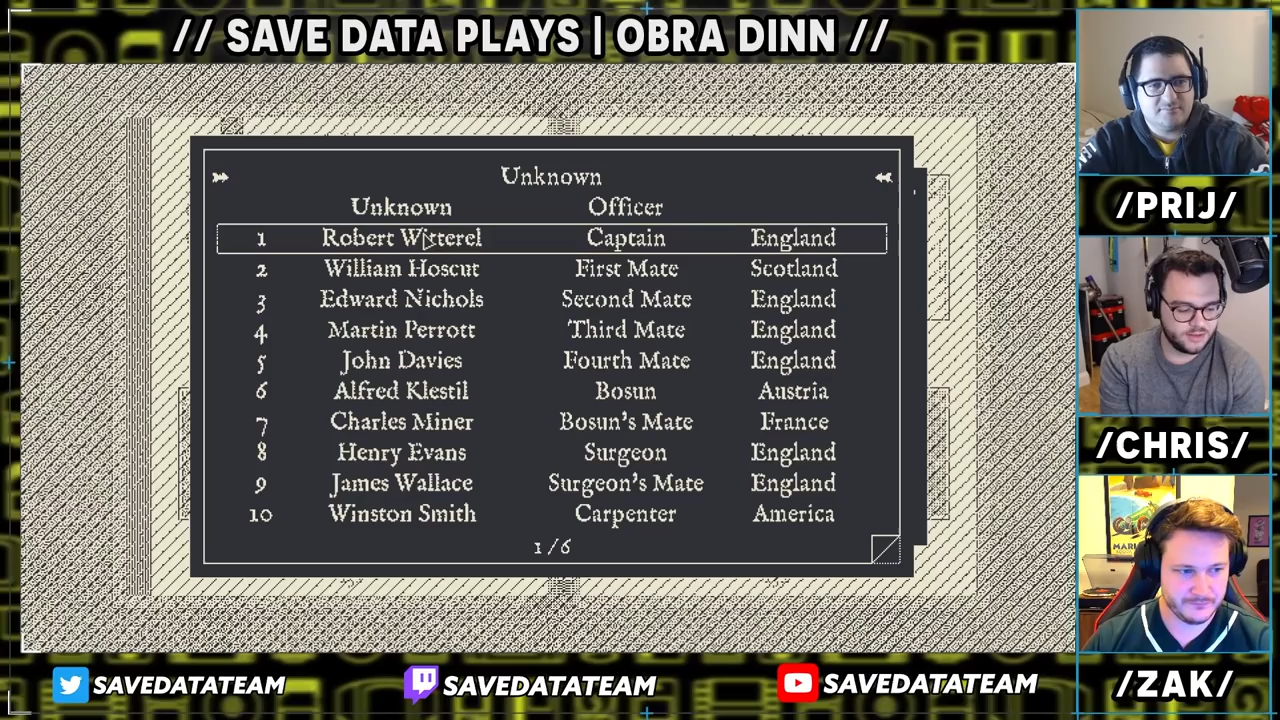 // SAVE DATA PLAYS | OBRA DINN //
Unknown
Unknown Officer
1 Robert Witterel Captain England
2 William Hoscut First Mate Scotland
3 Edward Nichols Second Mate England
4 Martin Perrott Third Mate England
5 John Davies Fourth Mate England
6 Alfred Klestil Bosun Austria
7 Charles Miner Bosun's Mate France
8 Henry Evans Surgeon England
9 James Wallace Surgeon's Mate England
10 Winston Smith Carpenter America
1/6
/PRIJ/
/CHRIS/
/ZAK/
SAVEDATATEAM
SAVEDATATEAM
SAVEDATATEAM